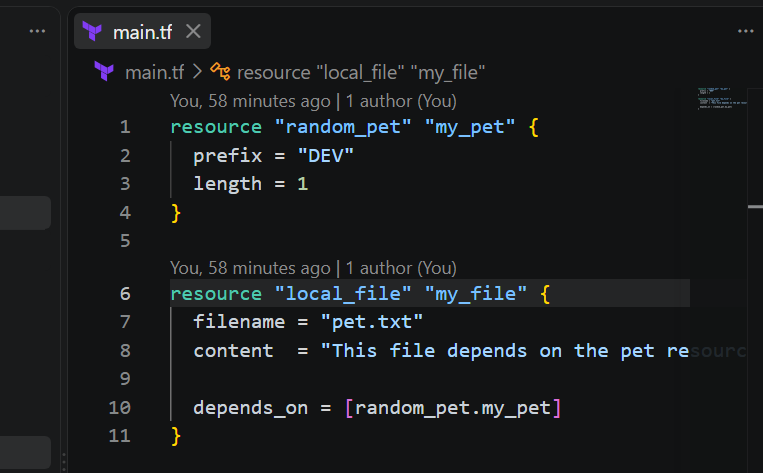 main.tf
main.tf > resource "local_file" "my_file"
You, 58 minutes ago | 1 author (You)
1 resource "random_pet" "my_pet" {
2 prefix = "DEV"
3 length = 1
4 }
5
You, 58 minutes ago | 1 author (You)
6 resource "local_file" "my_file" {
7 filename = "pet.txt"
8 content  = "This file depends on the pet resourc
9
10 depends_on = [random_pet.my_pet]
11 }